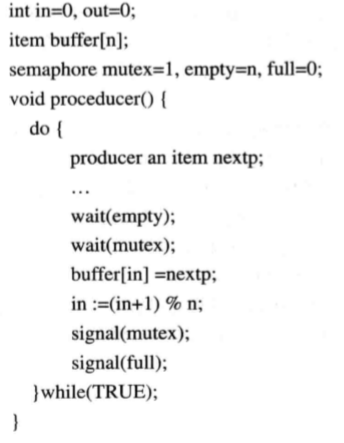 int in=0, out=0;
item buffer[n];
semaphore mutex=1, empty=n, full=0;
void proceducer() {
do {
producer an item nextp;
...
wait(empty);
wait(mutex);
buffer[in] =nextp;
in :=(in+1) % n;
signal(mutex);
signal(full);
}while(TRUE);
}